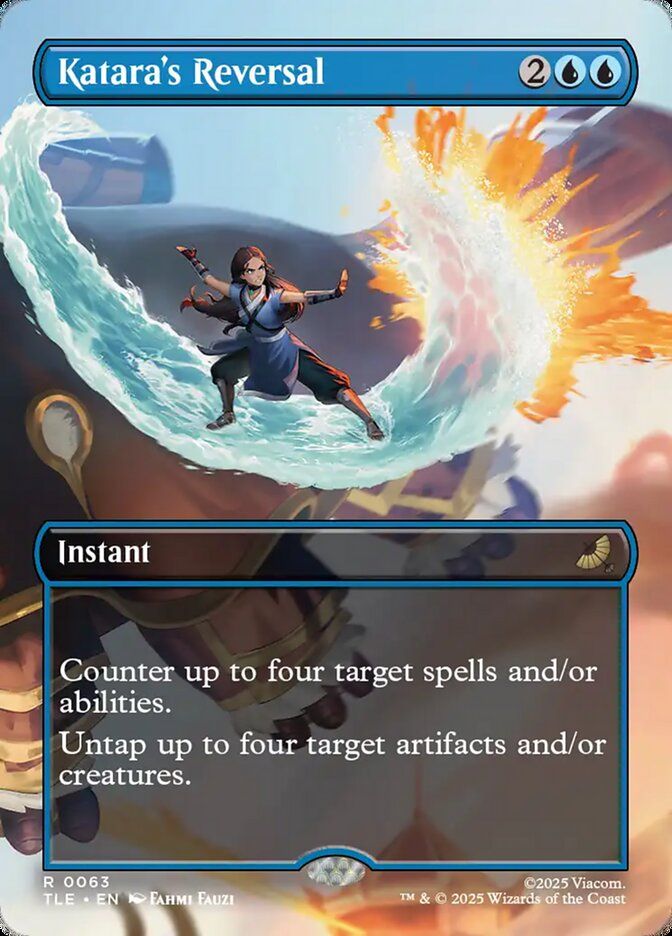 Katara's Reversal 2
Instant
Counter up to four target spells and/or
abilities.
Untap up to four target artifacts and/or
creatures.
R 0063 ©2025 Viacom.
TLE • EN Fahmi Fauzi ™ & © 2025 Wizards of the Coast